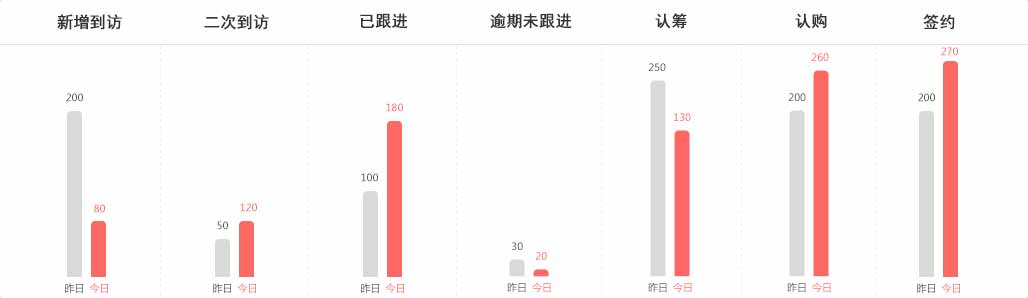 新增到访 二次到访 已跟进 逾期未跟进 认筹 认购 签约
200 80 50 120 100 180 30 20 250 130 200 260 200 270
昨日 今日 昨日 今日 昨日 今日 昨日 今日 昨日 今日 昨日 今日 昨日 今日